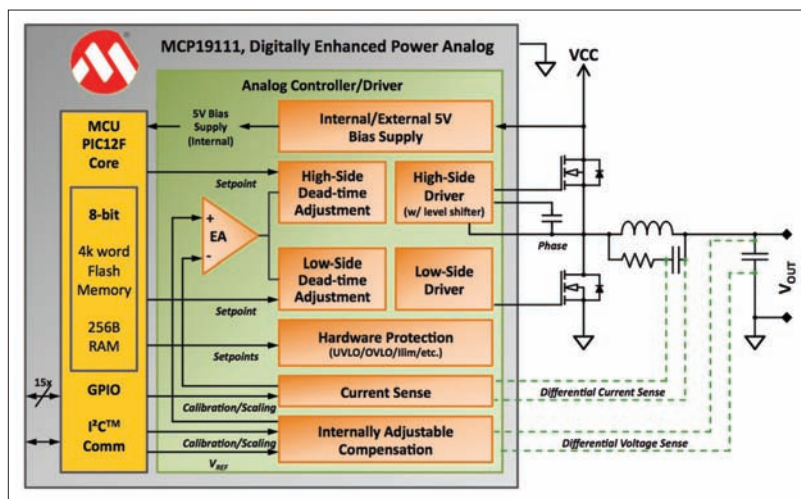 MCP19111, Digitally Enhanced Power Analog
VCC
Analog Controller/Driver
MCU
PIC12F
Core
5V Bias
Supply
(Internal)
Internal/External 5V
Bias Supply
8-bit
4k word
Flash
Memory
256B
RAM
Setpoint
High-Side
Dead-time
Adjustment
High-Side
Driver
(w/ level shifter)
+
EA
-
Phase
Low-Side
Dead-time
Adjustment
Low-Side
Driver
VOUT
Setpoint
Hardware Protection
(UVLO/OVLO/Ilim/etc.)
Setpoints
15x
GPIO
Current Sense
Calibration/Scaling
Differential Current Sense
I²C™
Comm
Internally Adjustable
Compensation
Calibration/Scaling
Differential Voltage Sense
VREF